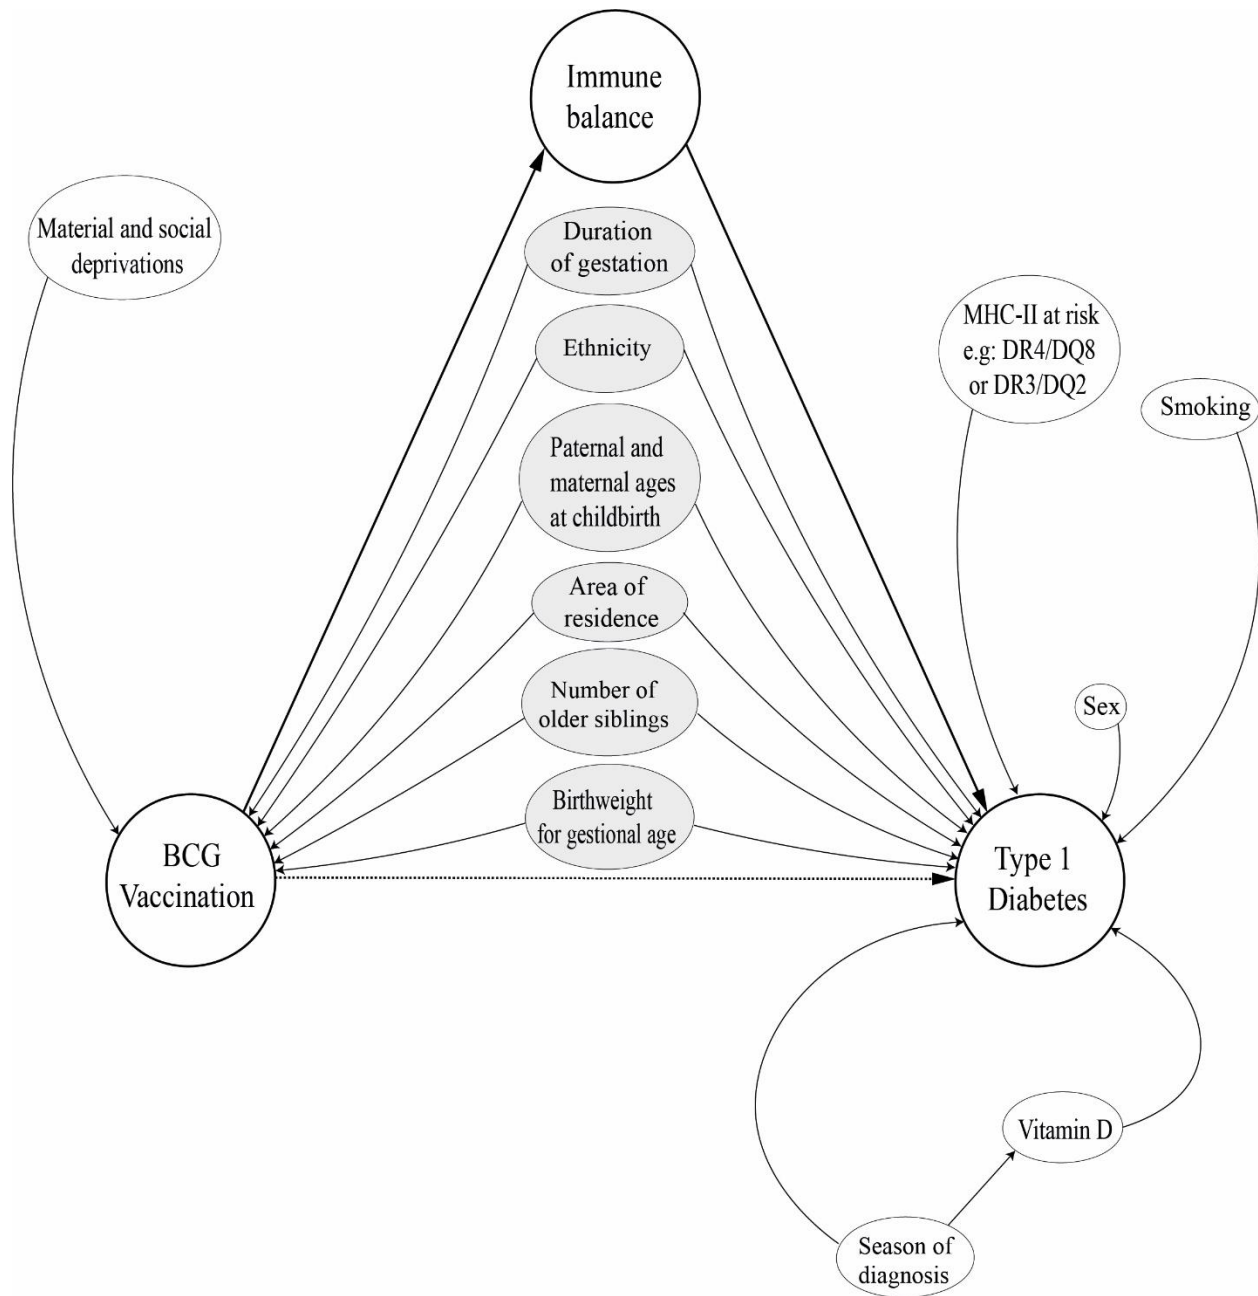 Immune
balance
Material and social
deprivations
Duration
of gestation
Ethnicity
MHC-II at risk
e.g: DR4/DQ8
or DR3/DQ2
Smoking
Paternal and
maternal ages
at childbirth
Area of
residence
Number of
older siblings
Sex
Birthweight
for gestional age
BCG
Vaccination
Type 1
Diabetes
Vitamin D
Season of
diagnosis